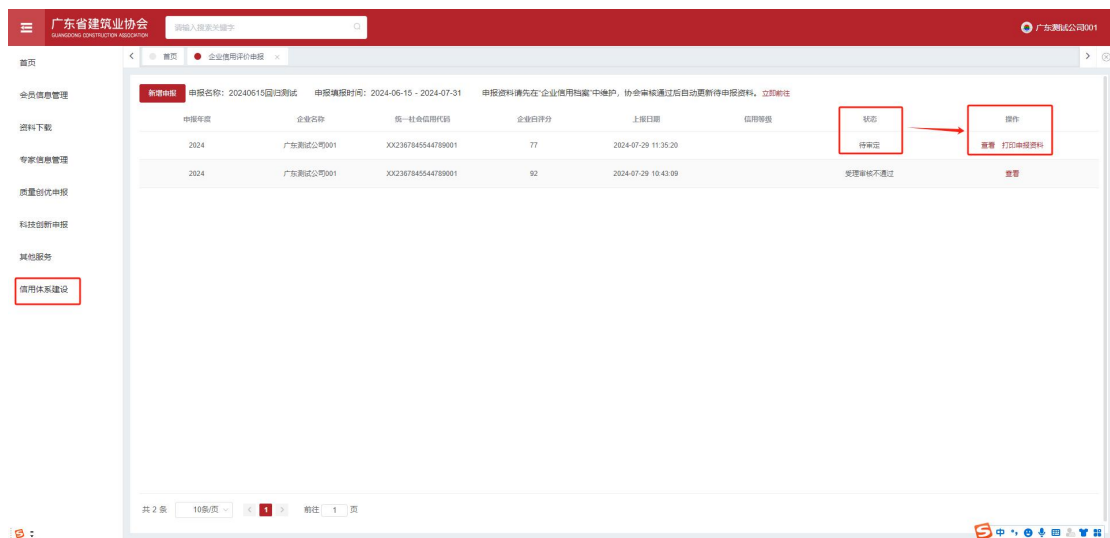 广东省建筑业协会
GUANGDONG CONSTRUCTION ASSOCIATION
请输入搜索关键字
广东测试公司001
首页
企业信用评价申报 ×
首页
会员信息管理
资料下载
专家信息管理
质量创优申报
科技创新申报
其他服务
信用体系建设
新增申报 申报名称：20240615回归测试 申报填报时间：2024-06-15 - 2024-07-31 申报资料请先在"企业信用档案"中维护，协会审核通过后自动更新待申报资料。立即前往
申报年度 企业名称 统一社会信用代码 企业自评分 上报日期 信用等级 状态 操作
2024 广东测试公司001 XX2367845544789001 77 2024-07-29 11:35:20 待审定 查看 打印申报资料
2024 广东测试公司001 XX2367845544789001 92 2024-07-29 10:43:09 受理审核不通过 查看
共 2 条 10条/页 < 1 > 前往 1 页
S
S 中